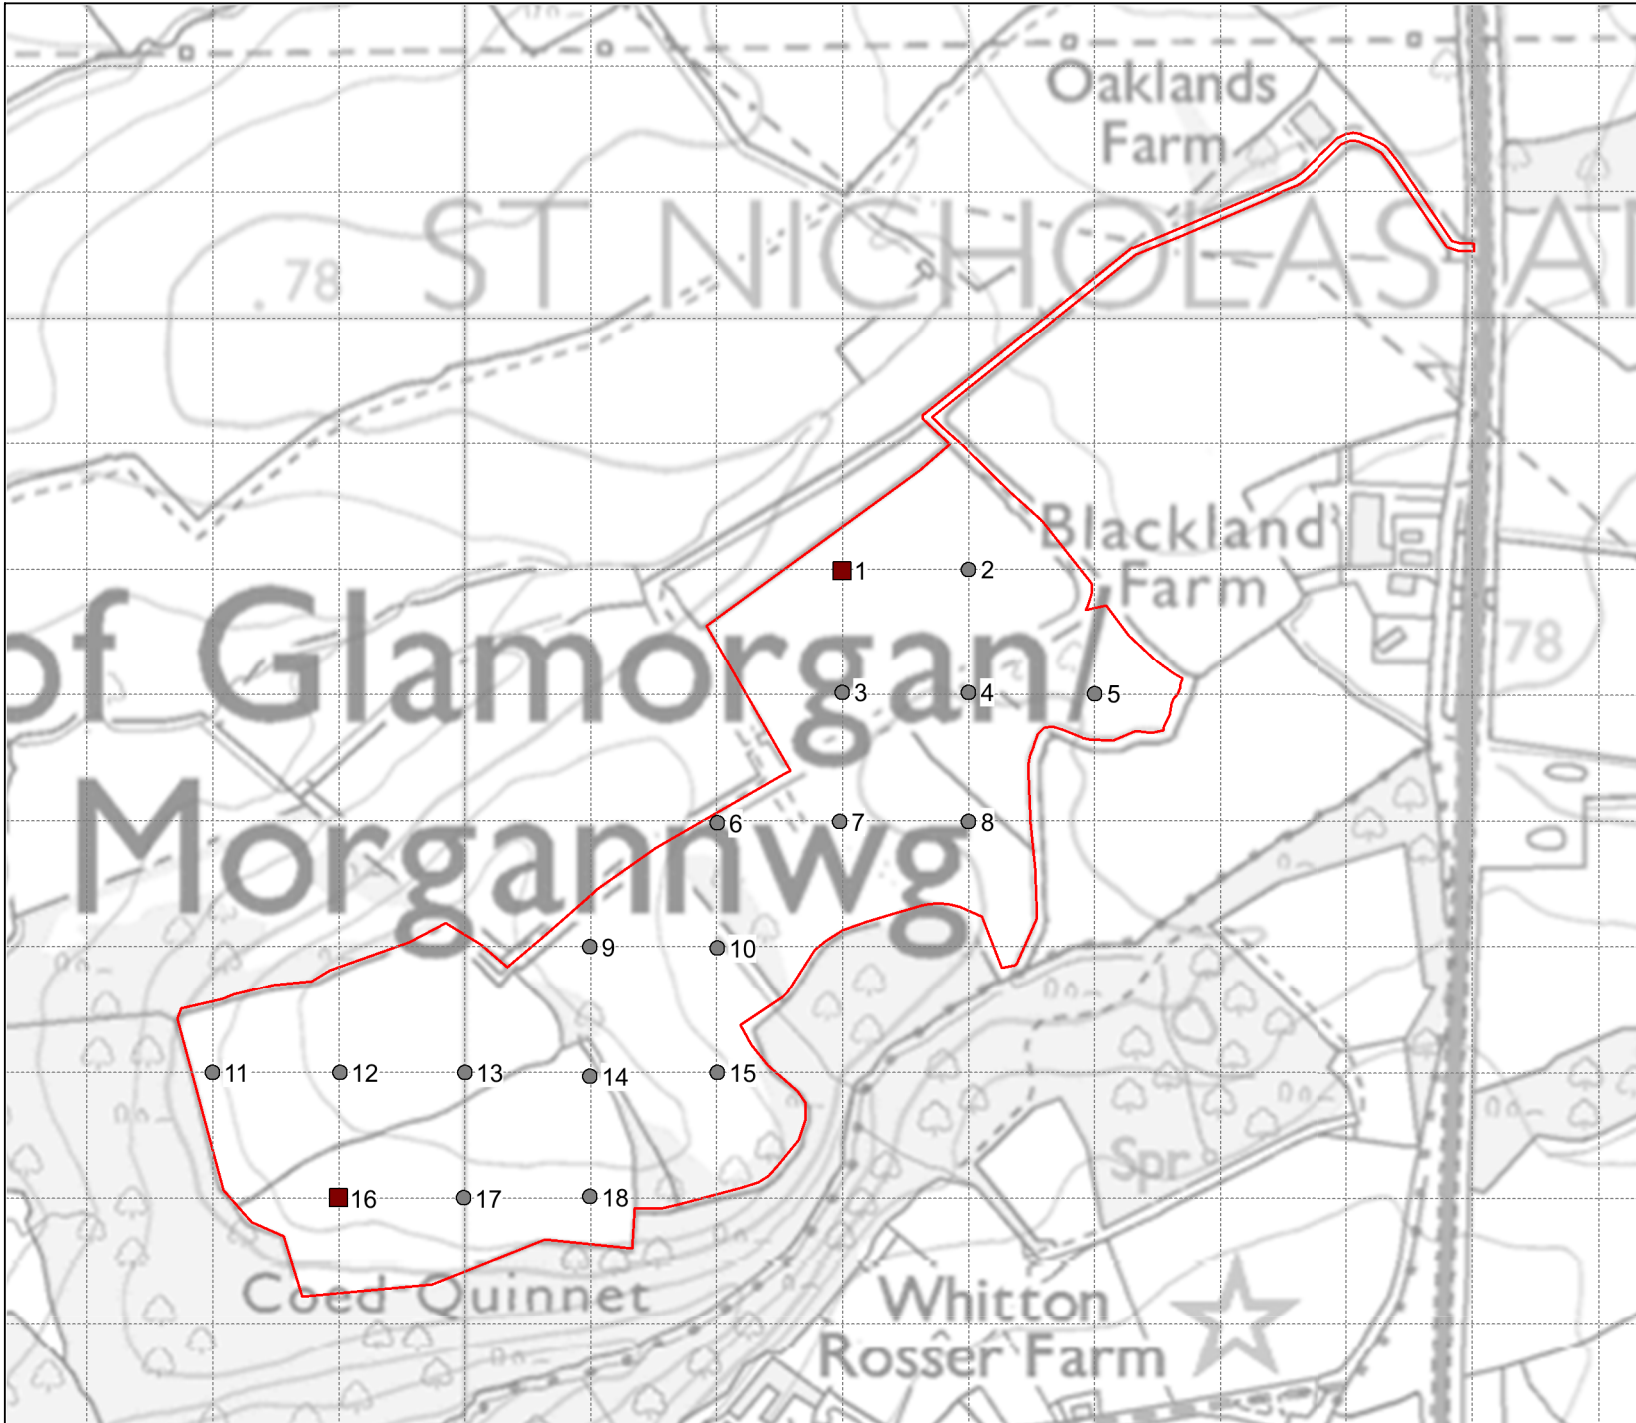 Oaklands
Farm
ST NICHOLAS AT
78
Blackland
Farm
1
2
of Glamorgan/
78
3
4
5
Morgannwg
6
7
8
9
10
11
12
13
14
15
Spr
16
17
18
Coed Quinnet
Whitton
Rosser Farm